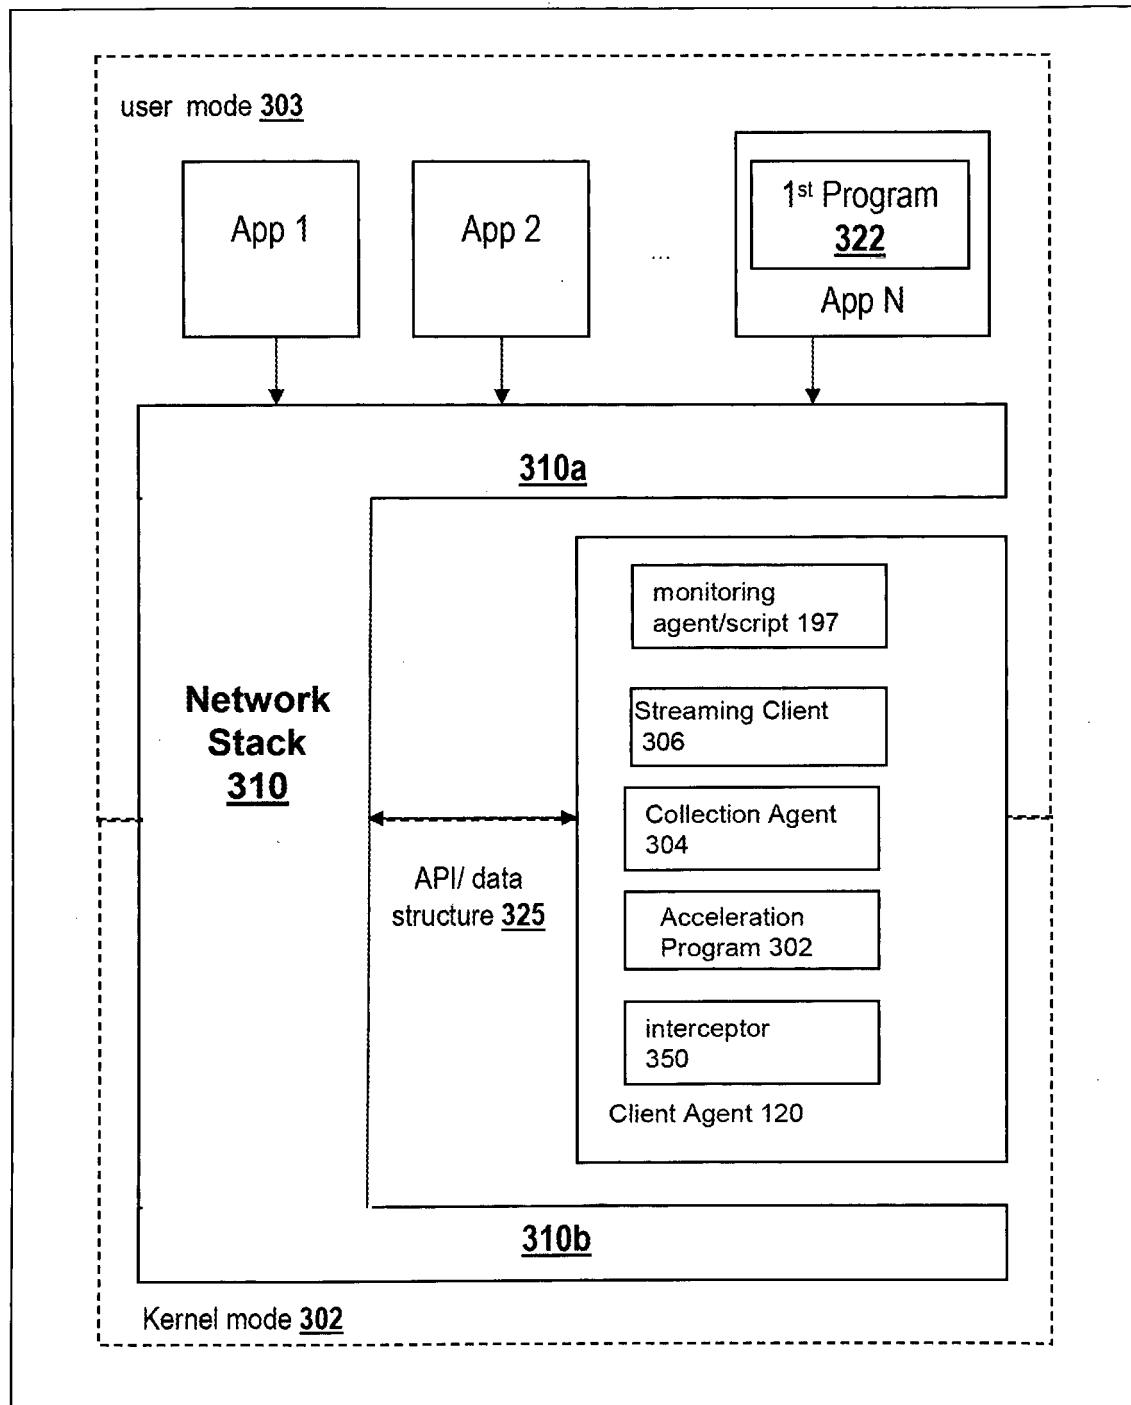 user mode 303
App 1
App 2
...
1st Program
322
App N
310a
Network
Stack
310
monitoring
agent/script 197
Streaming Client
306
Collection Agent
304
Acceleration
Program 302
interceptor
350
Client Agent 120
API/ data
structure 325
310b
Kernel mode 302